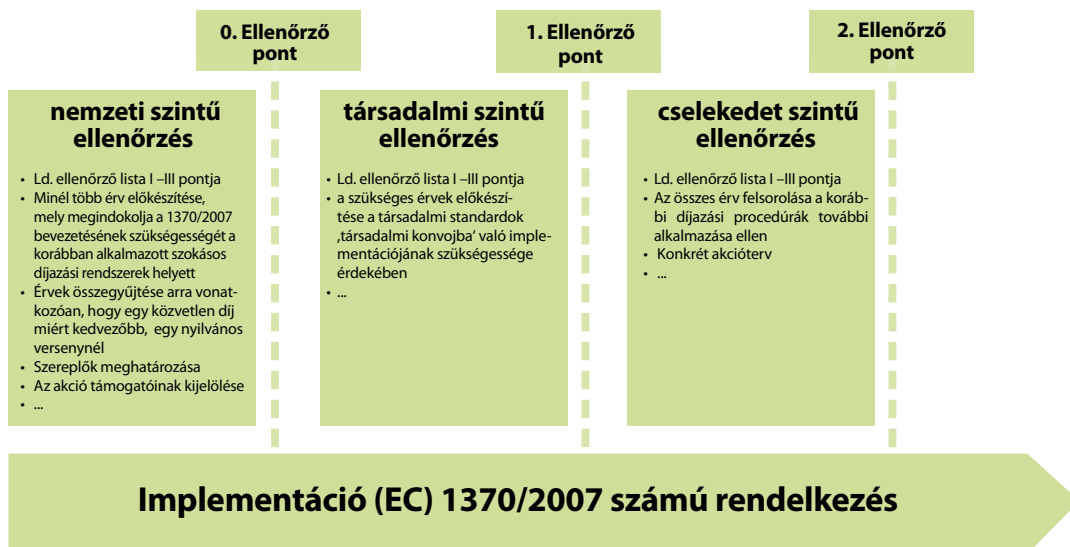 0. Ellenőrző
pont
1. Ellenőrző
pont
2. Ellenőrző
pont
nemzeti szintű
ellenőrzés
• Ld. ellenőrző lista I –III pontja
• Minél több érv előkészítése,
mely megindokolja a 1370/2007
bevezetésének szükségességét a
korábban alkalmazott szokásos
díjazási rendszerek helyett
• Érvek összegyűjtése arra vonat-
kozóan, hogy egy közvetlen díj
miért kedvezőbb, egy nyilvános
versenynél
• Szereplők meghatározása
• Az akció támogatóinak kijelölése
• ...
társadalmi szintű
ellenőrzés
• Ld. ellenőrző lista I –III pontja
• a szükséges érvek előkészí-
tése a társadalmi standardok
‚társadalmi konvojba‘ való imple-
mentációjának szükségessége
érdekében
• ...
cselekedet szintű
ellenőrzés
• Ld. ellenőrző lista I –III pontja
• Az összes érv felsorolása a koráb-
bi díjazási procedúrák további
alkalmazása ellen
• Konkrét akcióterv
• ...
Implementáció (EC) 1370/2007 számú rendelkezés